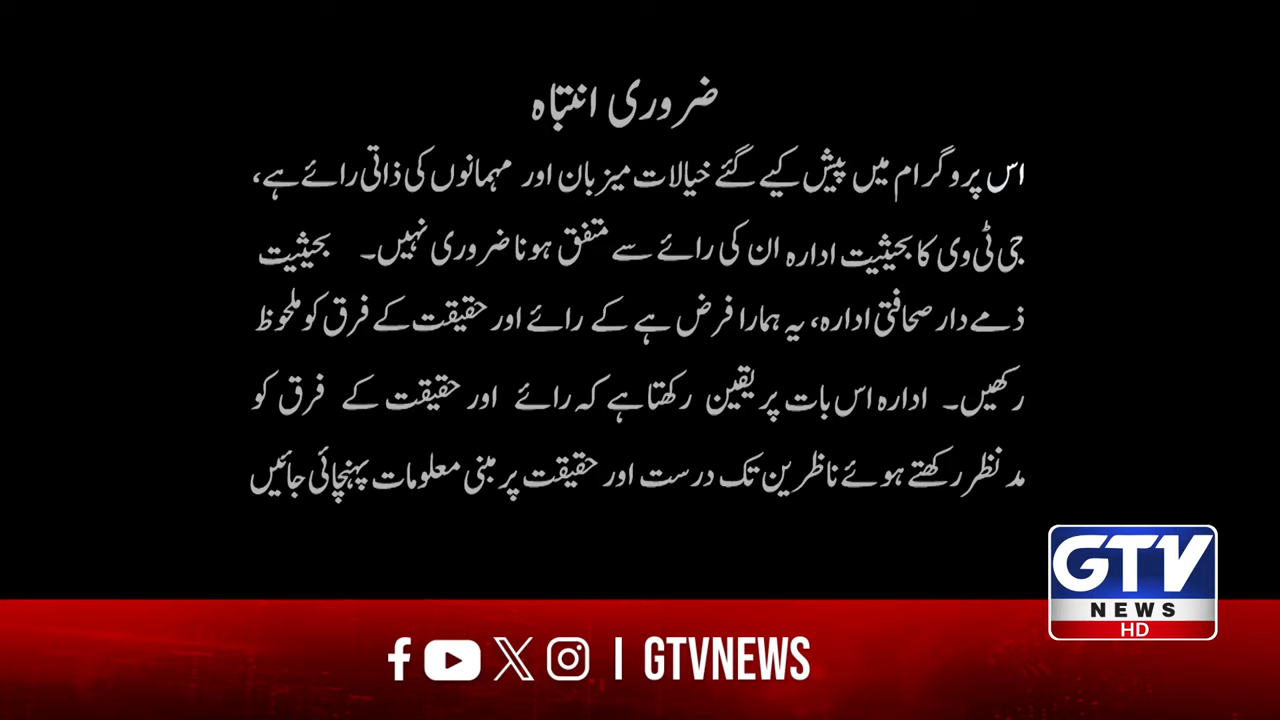 ضروری انتباہ
اس پروگرام میں پیش کیے گئے خیالات میزبان اور مہمانوں کی ذاتی رائے ہے،
جی ٹی وی کا بحیثیت ادارہ ان کی رائے سے متفق ہونا ضروری نہیں۔ بحیثیت
ذمے دار صحافتی ادارہ، یہ ہمارا فرض ہے کے رائے اور حقیقت کے فرق کو ملحوظ
رکھیں۔ ادارہ اس بات پر یقین رکھتا ہے کہ رائے اور حقیقت کے فرق کو
مد نظر رکھتے ہوئے ناظرین تک درست اور حقیقت پر مبنی معلومات پہنچائی جائیں
GTV
NEWS
HD
I GTVNEWS